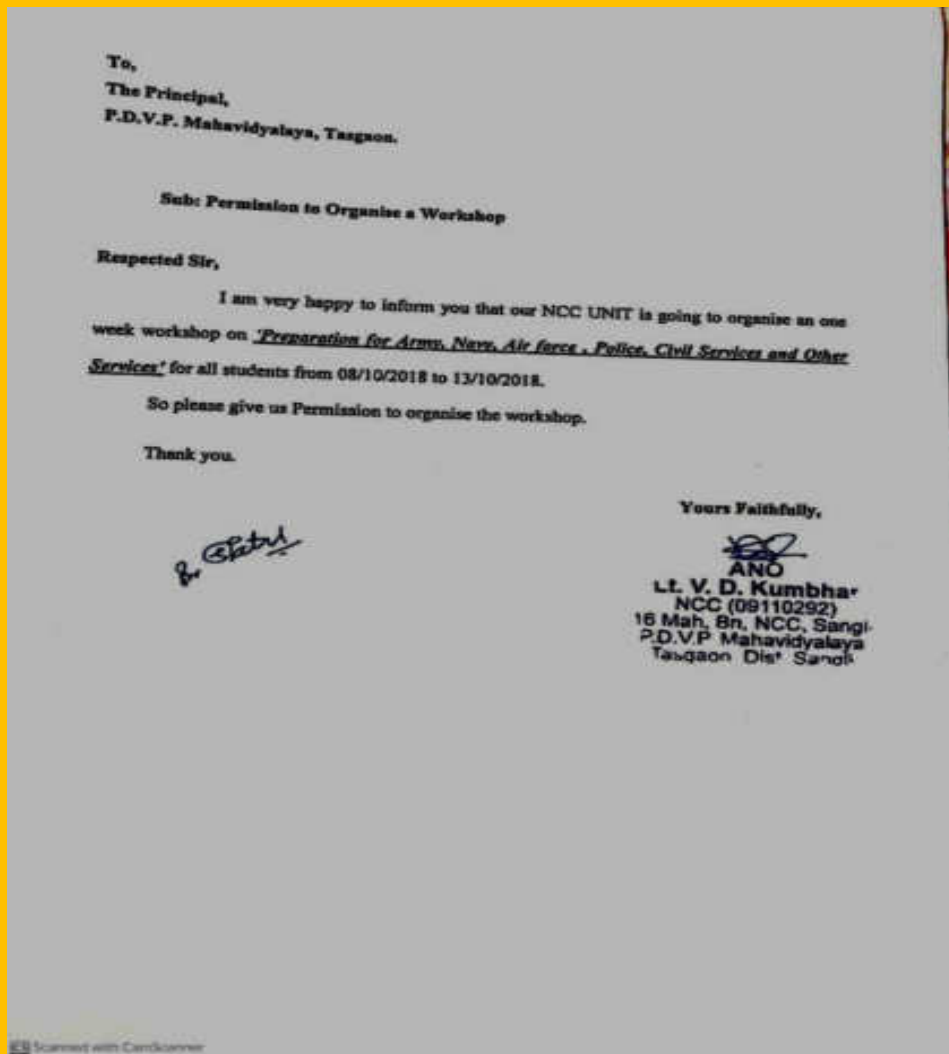 To,
The Principal,
P.D.V.P. Mahavidyalaya, Tasgaon.
Sub: Permission to Organise a Workshop
Respected Sir,
I am very happy to inform you that our NCC UNIT is going to organise an one
week workshop on 'Preparation for Army, Navy, Air force , Police, Civil Services and Other
Services' for all students from 08/10/2018 to 13/10/2018.
So please give us Permission to organise the workshop.
Thank you.
Yours Faithfully,
ANO
Lt. V. D. Kumbhar
NCC (09110292)
16 Mah, Bn, NCC, Sangli
P.D.V.P Mahavidyalaya
Tasgaon Dist Sangli
CS Scanned with CamScanner